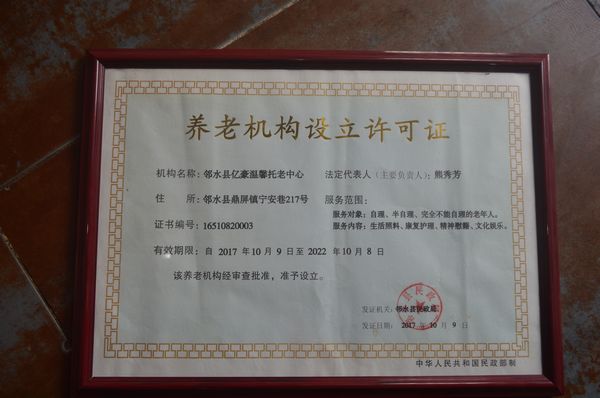 养老机构设立许可证
机构名称：邻水县亿豪温馨托老中心 法定代表人（主要负责人）：熊秀芳
住 所：邻水县鼎屏镇宁安巷217号 服务范围：
服务对象：自理、半自理、完全不能自理的老年人。
证书编号：16510820003 服务内容：生活照料、康复护理、精神慰藉、文化娱乐。
有效期限：自 2017 年 10 月 9 日至 2022 年 10 月 8 日
该养老机构经审查批准，准予设立。
发证机关：邻水县民政局
发证日期：2017 年 10 月 9 日
中华人民共和国民政部制